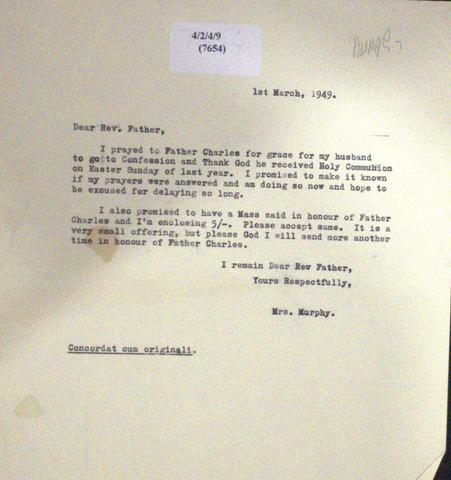 4/2/4/9
(7654)
1st March, 1949.
Dear Rev. Father,
I prayed to Father Charles for grace for my husband
to go to Confession and Thank God he received Holy Communion
on Easter Sunday of last year. I promised to make it known
if my prayers were answered and am doing so now and hope to
be excused for delaying so long.
I also promised to have a Mass said in honour of Father
Charles and I'm enclosing 5/-. Please accept same. It is a
very small offering, but please God I will send more another
time in honour of Father Charles.
I remain Dear Rev Father,
Yours Respectfully,
Mrs. Murphy.
Concordat cum originali.